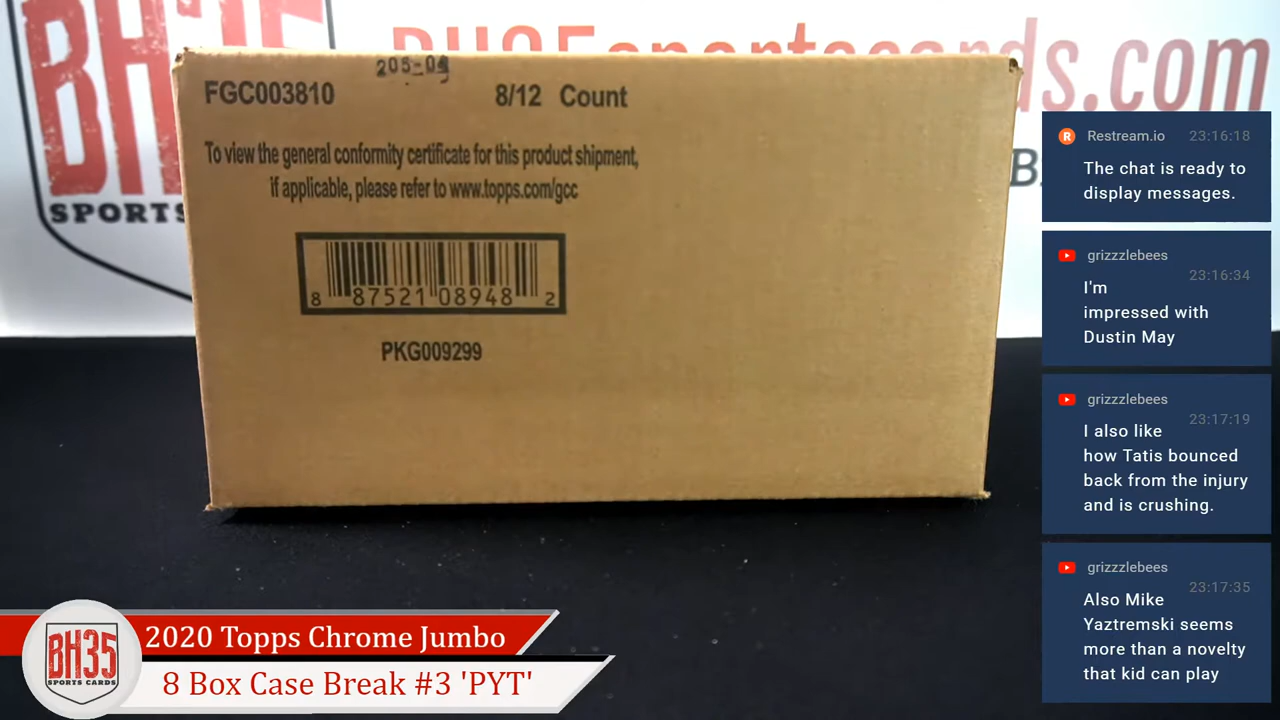 BH35
SPORTS
BH35sportscards.com
205-04
FGC003810
8/12 Count
To view the general conformity certificate for this product shipment,
if applicable, please refer to www.topps.com/gcc
8 87521 08948 2
PKG009299
Restream.io 23:16:18
The chat is ready to
display messages.
grizzzlebees
23:16:34
I'm
impressed with
Dustin May
grizzzlebees
23:17:19
I also like
how Tatis bounced
back from the injury
and is crushing.
grizzzlebees
23:17:35
Also Mike
Yaztremski seems
more than a novelty
that kid can play
BH35
SPORTS CARDS
2020 Topps Chrome Jumbo
8 Box Case Break #3 'PYT'